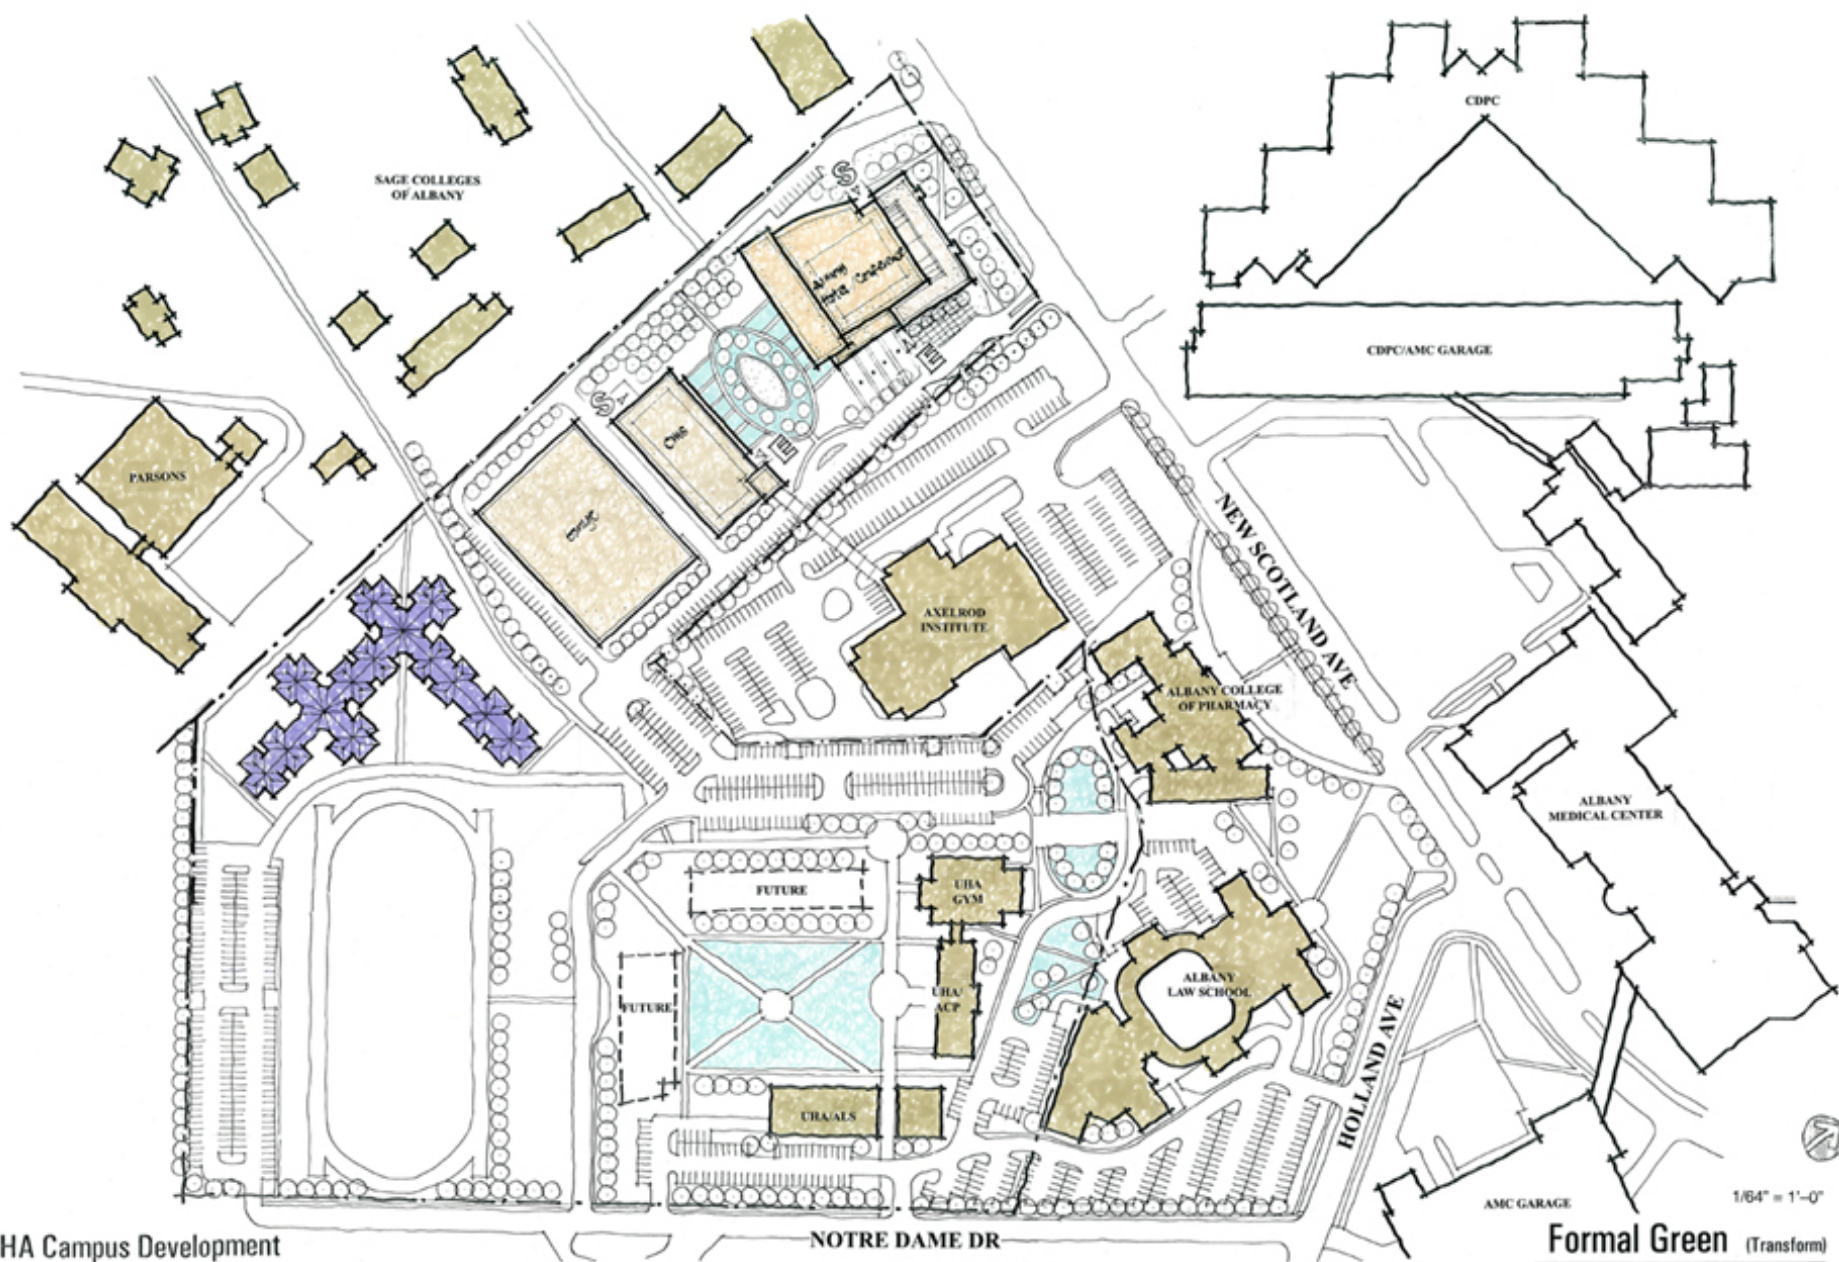 CDPC
SAGE COLLEGES
OF ALBANY
S
CDPC/AMC GARAGE
S
PARSONS
NEW SCOTLAND AVE
AXELROD
INSTITUTE
ALBANY COLLEGE
OF PHARMACY
ALBANY
MEDICAL CENTER
FUTURE
UHA
GYM
ALBANY
LAW SCHOOL
FUTURE
UHA/
ACP
HOLLAND AVE
UHA/ALS
AMC GARAGE
1/64" = 1'-0"
NOTRE DAME DR
HA Campus Development
Formal Green (Transform)